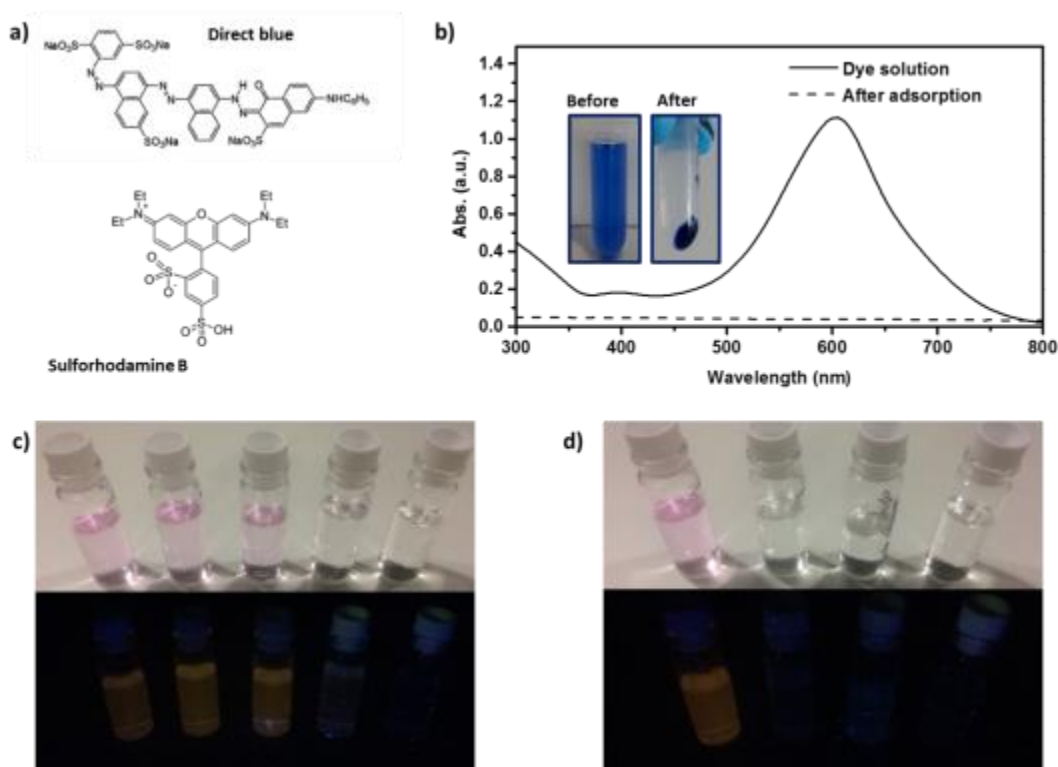 a)
Direct blue
NaO₃S
SO₃Na
N
N
N
N
H
N
N
O
NHC₆H₅
SO₃Na
NaO₃S
Et
Et
N⁺
Et
O
N
Et
O
S
O
O⁻
O
S
OH
O
Sulforhodamine B
b)
Abs. (a.u.)
1.4
1.2
1.0
0.8
0.6
0.4
0.2
0.0
Dye solution
After adsorption
Before
After
300
400
500
600
700
800
Wavelength (nm)
c)
d)